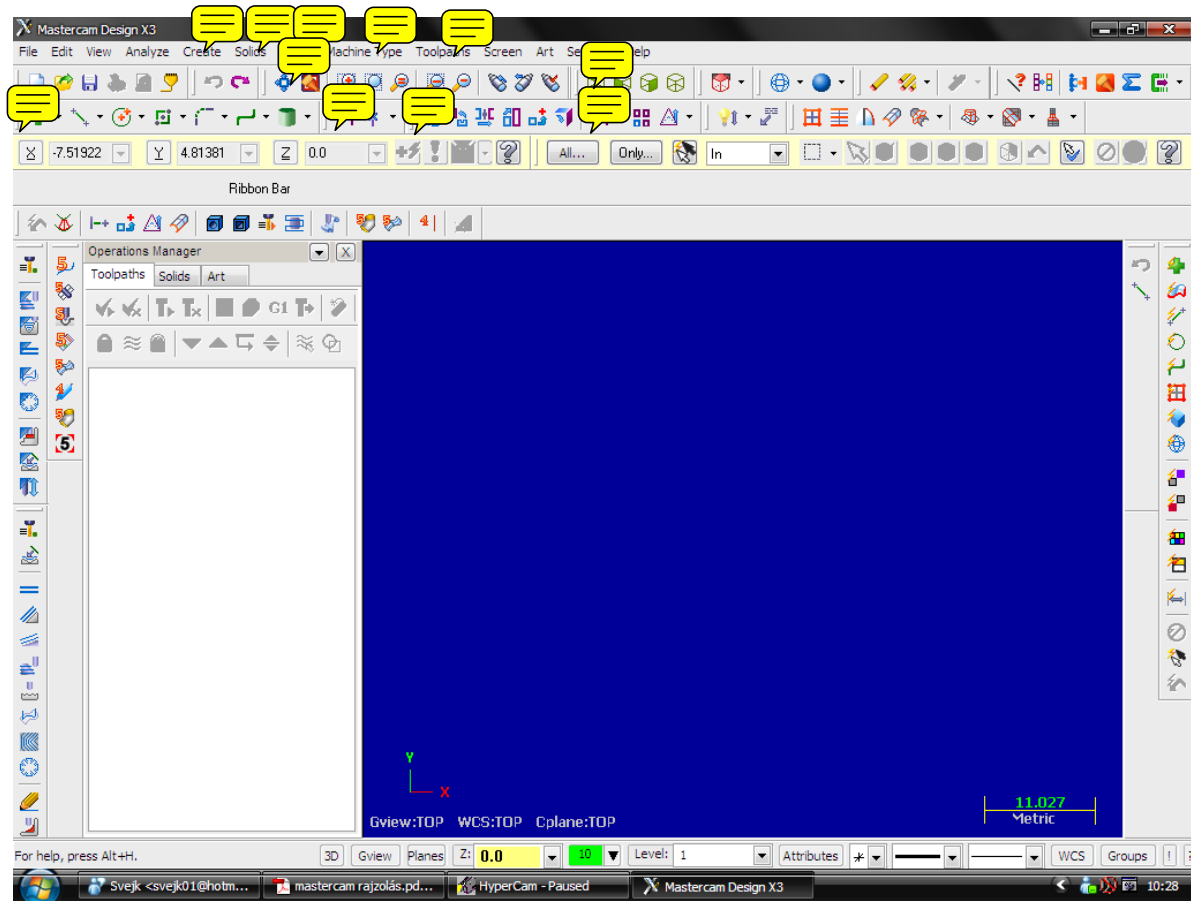 Mastercam Design X3
File Edit View Analyze Create Solids Machine Type Toolpaths Screen Art
X -7.51922 Y 4.81381 Z 0.0 All... Only... In
Ribbon Bar
Operations Manager
Toolpaths Solids Art
G1
Y
X
11.027
Metric
Gview:TOP WCS:TOP Cplane:TOP
For help, press Alt+H. 3D Gview Planes Z: 0.0 10 Level: 1 Attributes WCS Groups !
Svejk <svejk01@hotm... mastercam rajzolás.pd... HyperCam - Paused Mastercam Design X3 10:28